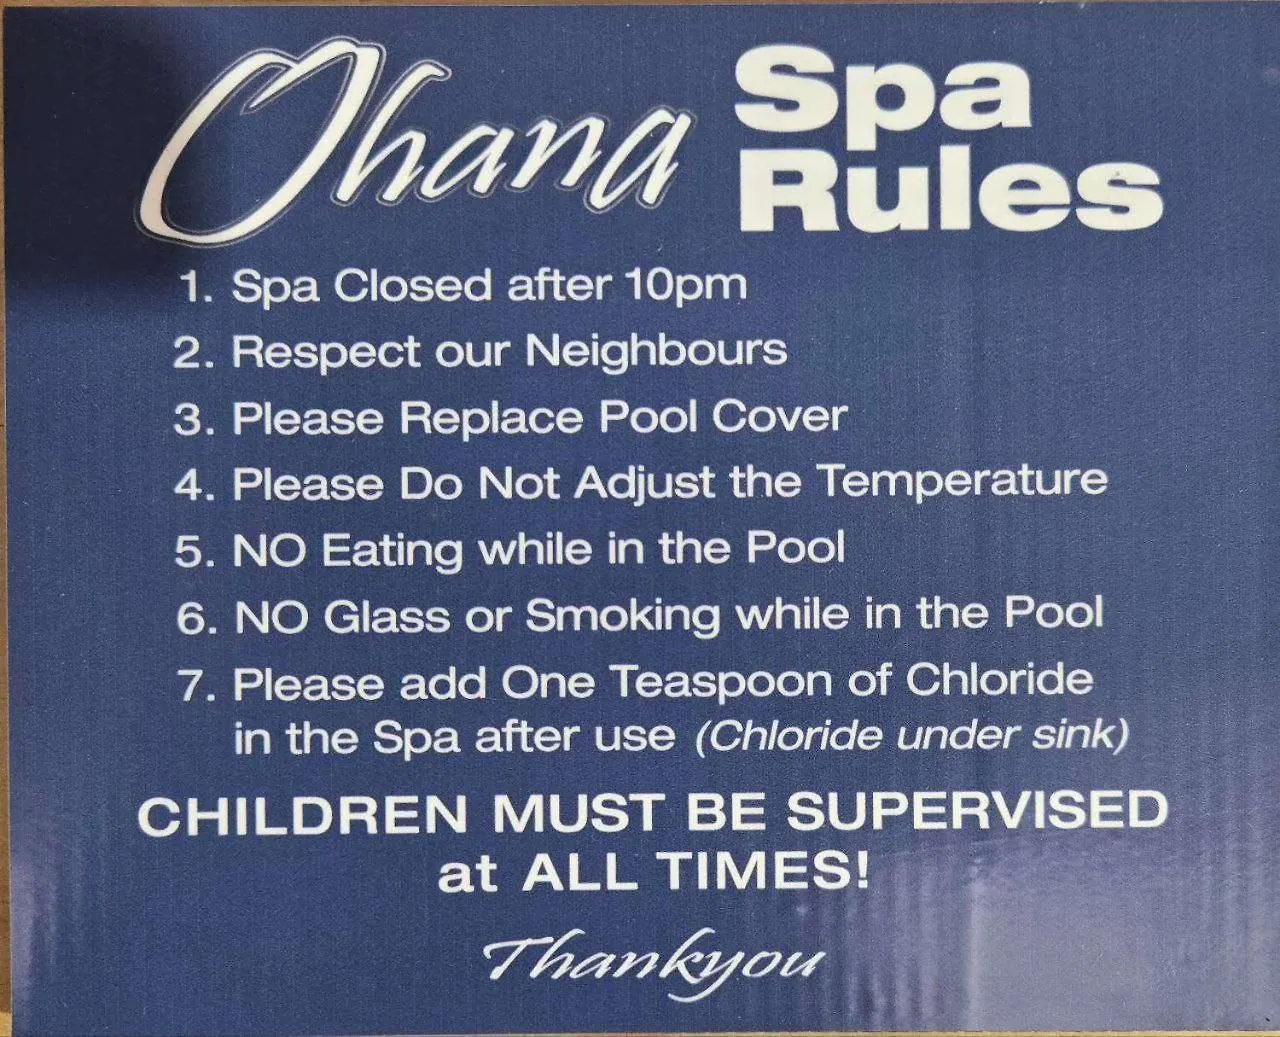 Ohana Spa Rules
1. Spa Closed after 10pm
2. Respect our Neighbours
3. Please Replace Pool Cover
4. Please Do Not Adjust the Temperature
5. NO Eating while in the Pool
6. NO Glass or Smoking while in the Pool
7. Please add One Teaspoon of Chloride
in the Spa after use (Chloride under sink)
CHILDREN MUST BE SUPERVISED
at ALL TIMES!
Thankyou